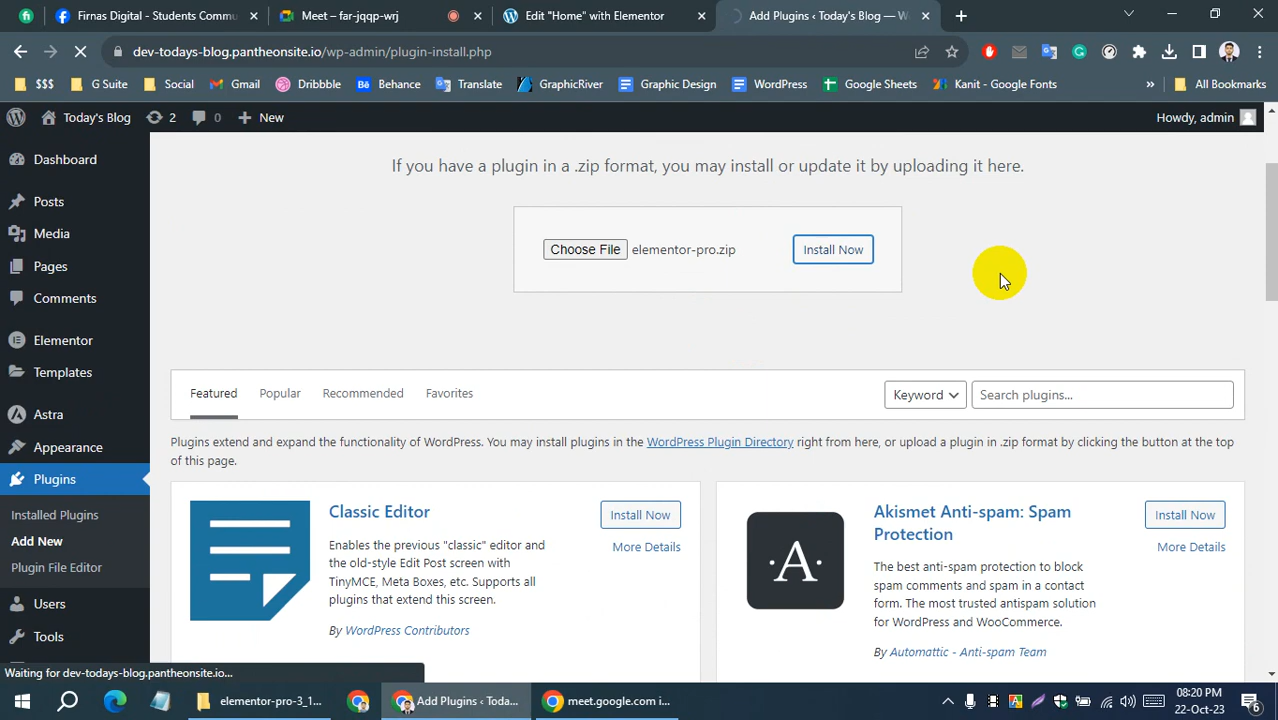 Firnas Digital - Students Commu
Meet – far-jqqp-wrj
Edit "Home" with Elementor
Add Plugins ‹ Today's Blog — W
dev-todays-blog.pantheonsite.io/wp-admin/plugin-install.php
$$$
G Suite
Social
Gmail
Dribbble
Behance
Translate
GraphicRiver
Graphic Design
WordPress
Google Sheets
Kanit - Google Fonts
»
All Bookmarks
Today's Blog
2
0
New
Howdy, admin
Dashboard
Posts
Media
Pages
Comments
Elementor
Templates
Astra
Appearance
Plugins
Installed Plugins
Add New
Plugin File Editor
Users
Tools
If you have a plugin in a .zip format, you may install or update it by uploading it here.
Choose File elementor-pro.zip
Install Now
Featured
Popular
Recommended
Favorites
Keyword
Search plugins...
Plugins extend and expand the functionality of WordPress. You may install plugins in the WordPress Plugin Directory right from here, or upload a plugin in .zip format by clicking the button at the top
of this page.
Classic Editor
Install Now
More Details
Enables the previous "classic" editor and
the old-style Edit Post screen with
TinyMCE, Meta Boxes, etc. Supports all
plugins that extend this screen.
By WordPress Contributors
Akismet Anti-spam: Spam
Protection
Install Now
More Details
The best anti-spam protection to block
spam comments and spam in a contact
form. The most trusted antispam solution
for WordPress and WooCommerce.
By Automattic - Anti-spam Team
Waiting for dev-todays-blog.pantheonsite.io...
elementor-pro-3_1...
Add Plugins ‹ Toda...
meet.google.com i...
08:20 PM
22-Oct-23
6